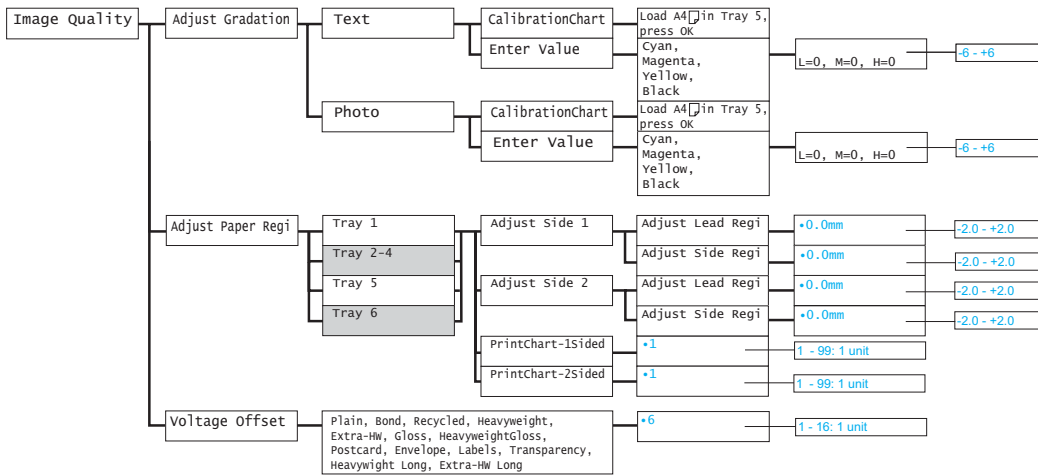 Image Quality
Adjust Gradation
Text
CalibrationChart
Load A4 in Tray 5,
press OK
Enter Value
Cyan,
Magenta,
Yellow,
Black
L=0, M=0, H=0
-6 - +6
Photo
CalibrationChart
Load A4 in Tray 5,
press OK
Enter Value
Cyan,
Magenta,
Yellow,
Black
L=0, M=0, H=0
-6 - +6
Adjust Paper Regi
Tray 1
Tray 2-4
Tray 5
Tray 6
Adjust Side 1
Adjust Lead Regi
•0.0mm
-2.0 - +2.0
Adjust Side Regi
•0.0mm
-2.0 - +2.0
Adjust Side 2
Adjust Lead Regi
•0.0mm
-2.0 - +2.0
Adjust Side Regi
•0.0mm
-2.0 - +2.0
PrintChart-1Sided
•1
1 - 99: 1 unit
PrintChart-2Sided
•1
1 - 99: 1 unit
Voltage Offset
Plain, Bond, Recycled, Heavyweight,
Extra-HW, Gloss, HeavyweightGloss,
Postcard, Envelope, Labels, Transparency,
Heavywight Long, Extra-HW Long
•6
1 - 16: 1 unit